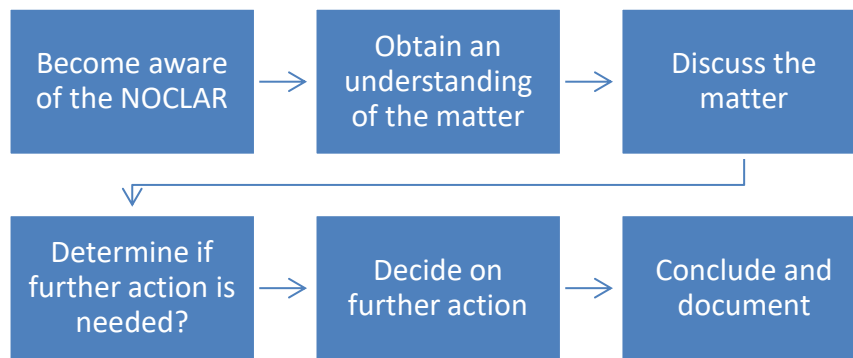 Become aware
of the NOCLAR
Obtain an
understanding
of the matter
Discuss the
matter
Determine if
further action is
needed?
Decide on
further action
Conclude and
document